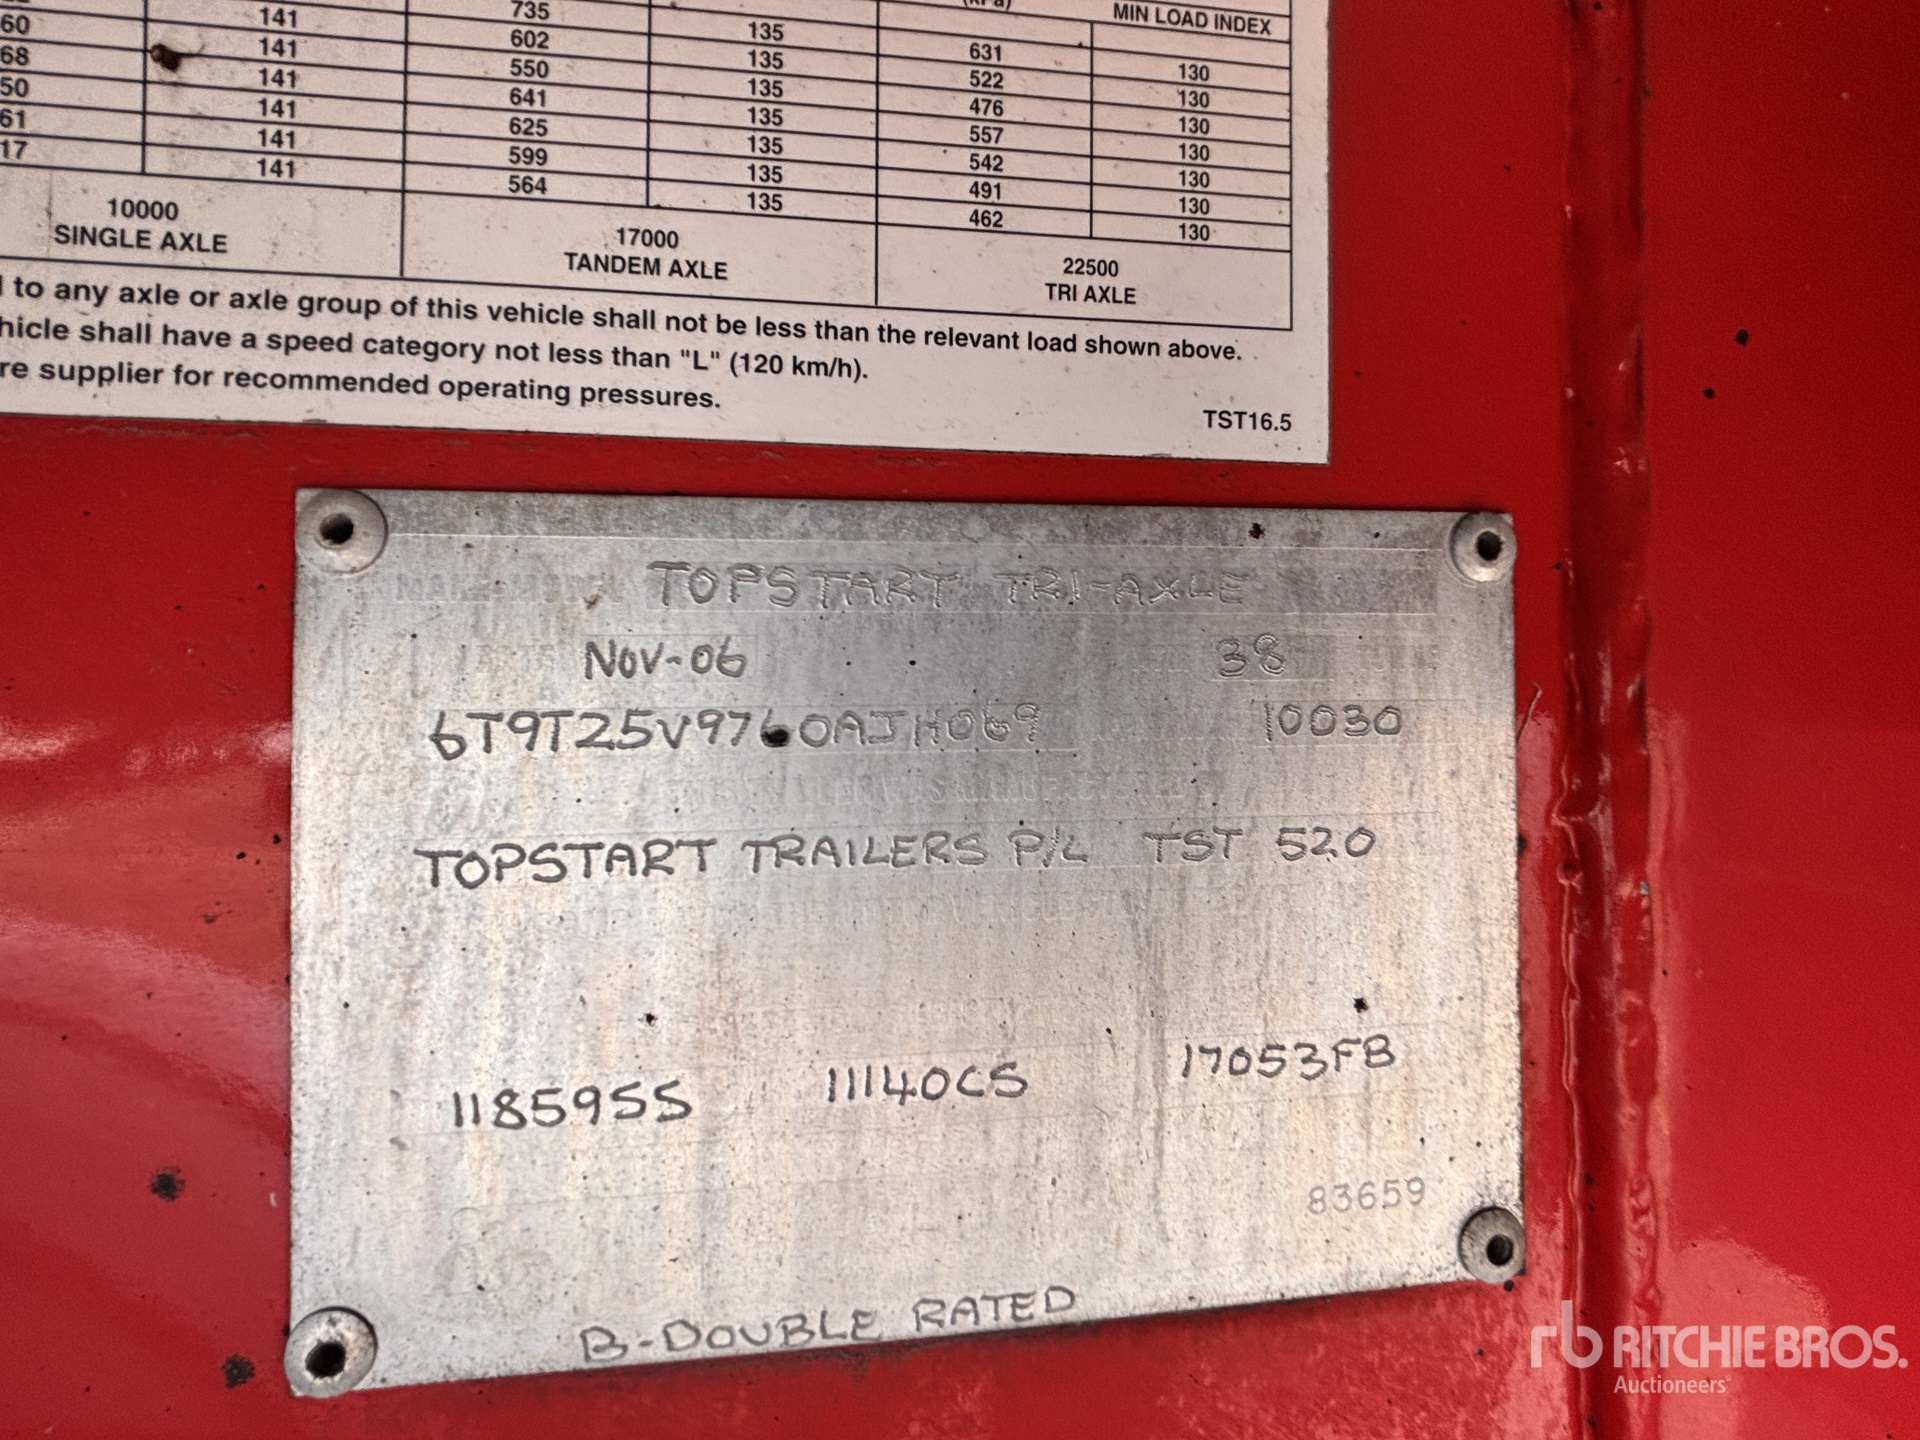 MIN LOAD INDEX
60 141 735 135 631 130
68 141 602 135 522 130
50 141 550 135 476 130
61 141 641 135 557 130
17 141 625 135 542 130
141 599 135 491 130
564 135 462 130
10000 17000 22500
SINGLE AXLE TANDEM AXLE TRI AXLE
to any axle or axle group of this vehicle shall not be less than the relevant load shown above.
hicle shall have a speed category not less than "L" (120 km/h).
re supplier for recommended operating pressures.
TST16.5
TOPSTART TRI-AXLE
NOV-06 38
6T9T25V9760AJH069 10030
TOPSTART TRAILERS P/L TST 520
11859SS 11140CS 17053FB
83659
B-DOUBLE RATED
rb RITCHIE BROS.
Auctioneers